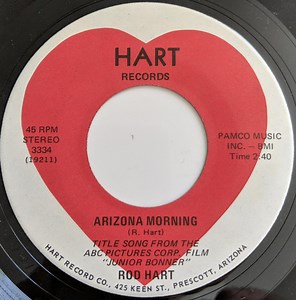 HART
RECORDS
45 RPM
STEREO
3334
(19211)
PAMCO MUSIC
INC. - BMI
Time 2:40
ARIZONA MORNING
(R. Hart)
TITLE SONG FROM THE
ABC PICTURES CORP. FILM
"JUNIOR BONNER"
ROD HART
HART RECORD CO., 425 KEEN ST., PRESCOTT, ARIZONA